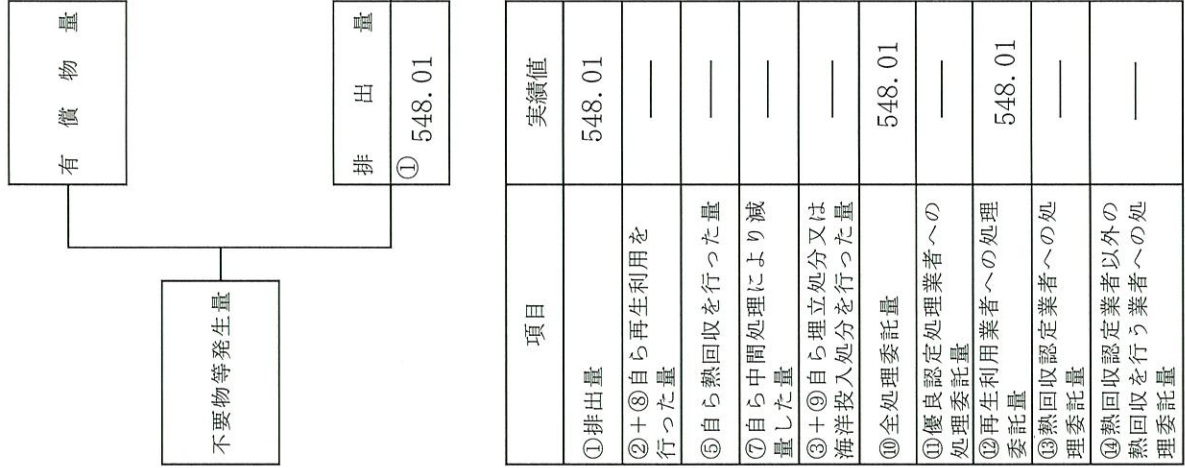 有償物量
不要物等発生量
排出量
① 548.01
項目 実績値
①排出量 548.01
②+⑧自ら再生利用を
行った量 ―
⑤自ら熱回収を行った量 ―
⑦自ら中間処理により減
量した量 ―
③+⑨自ら埋立処分又は
海洋投入処分を行った量 ―
⑩全処理委託量 548.01
⑪優良認定処理業者への
処理委託量 ―
⑫再生利用業者への処理
委託量 548.01
⑬熱回収認定業者への処
理委託量 ―
⑭熱回収認定業者以外の
熱回収を行う業者への処
理委託量 ―